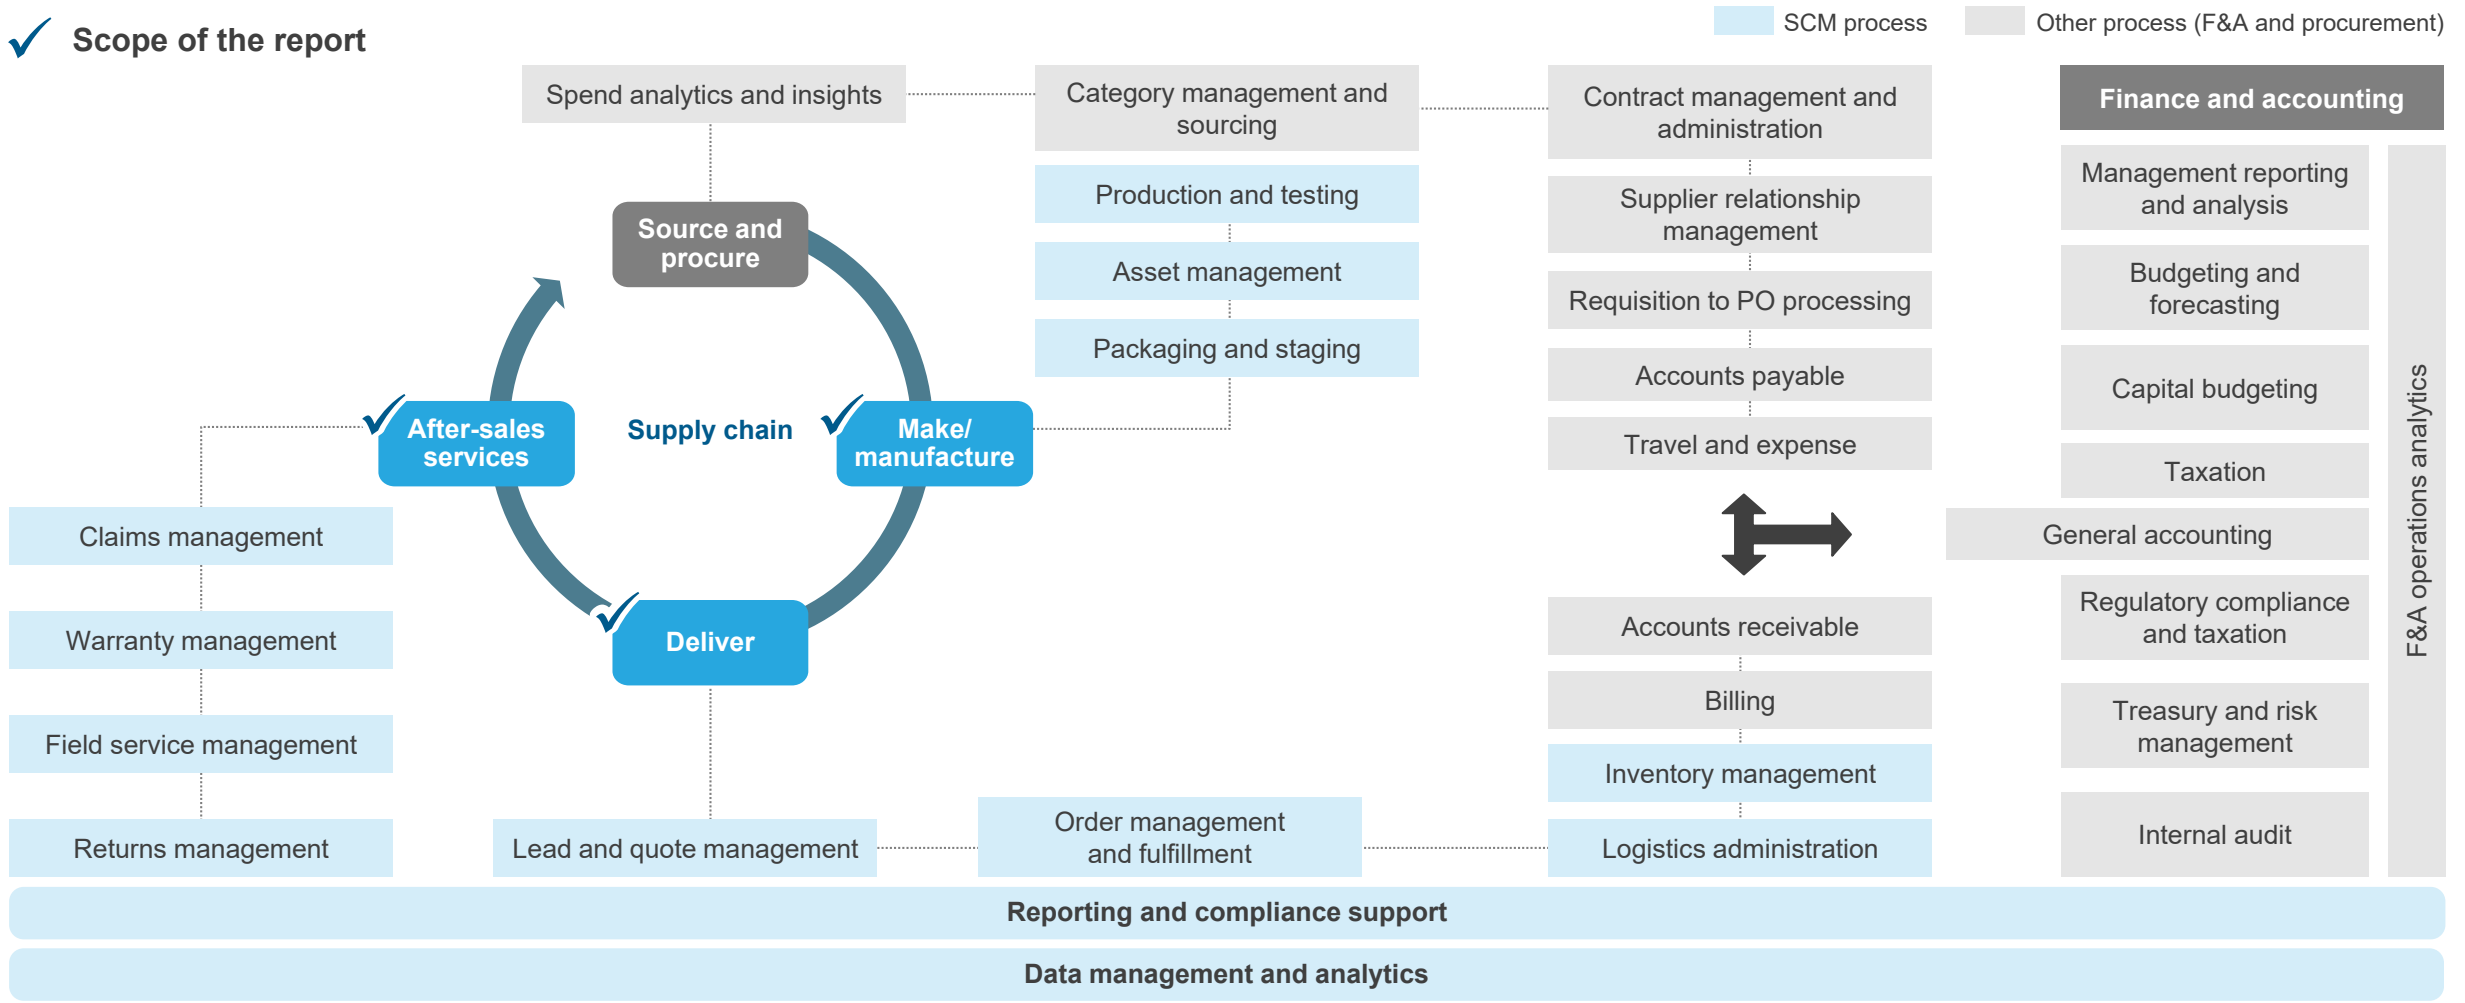 Scope of the report
SCM process
Other process (F&A and procurement)
Spend analytics and insights
Category management and
sourcing
Contract management and
administration
Finance and accounting
Production and testing
Asset management
Packaging and staging
Supplier relationship
management
Requisition to PO processing
Accounts payable
Travel and expense
Management reporting
and analysis
Budgeting and
forecasting
Capital budgeting
Taxation
General accounting
Regulatory compliance
and taxation
Treasury and risk
management
Internal audit
F&A operations analytics
Source and
procure
Supply chain
Make/
manufacture
After-sales
services
Deliver
Claims management
Warranty management
Field service management
Returns management
Lead and quote management
Order management
and fulfillment
Accounts receivable
Billing
Inventory management
Logistics administration
Reporting and compliance support
Data management and analytics